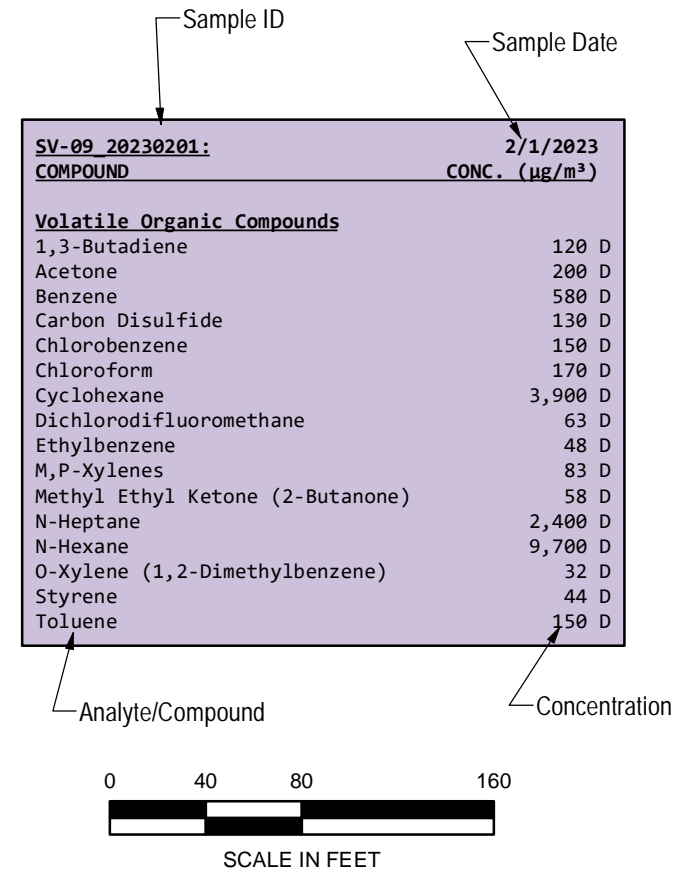 Sample ID
Sample Date
SV-09_20230201: 2/1/2023
COMPOUND CONC. (µg/m³)
Volatile Organic Compounds
1,3-Butadiene 120 D
Acetone 200 D
Benzene 580 D
Carbon Disulfide 130 D
Chlorobenzene 150 D
Chloroform 170 D
Cyclohexane 3,900 D
Dichlorodifluoromethane 63 D
Ethylbenzene 48 D
M,P-Xylenes 83 D
Methyl Ethyl Ketone (2-Butanone) 58 D
N-Heptane 2,400 D
N-Hexane 9,700 D
O-Xylene (1,2-Dimethylbenzene) 32 D
Styrene 44 D
Toluene 150 D
Analyte/Compound
Concentration
0 40 80 160
SCALE IN FEET